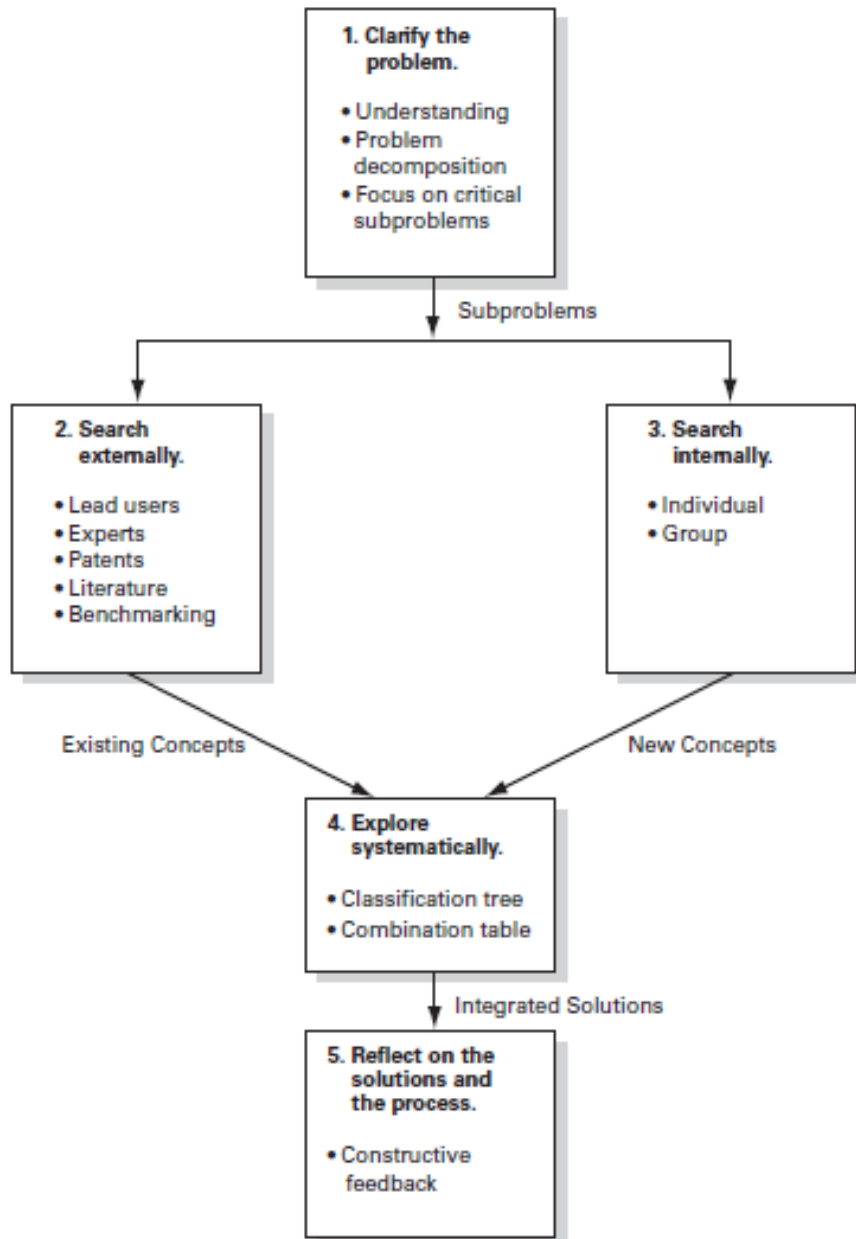 1. Clarify the
problem.
• Understanding
• Problem
decomposition
• Focus on critical
subproblems
Subproblems
2. Search
externally.
• Lead users
• Experts
• Patents
• Literature
• Benchmarking
3. Search
internally.
• Individual
• Group
Existing Concepts
New Concepts
4. Explore
systematically.
• Classification tree
• Combination table
Integrated Solutions
5. Reflect on the
solutions and
the process.
• Constructive
feedback